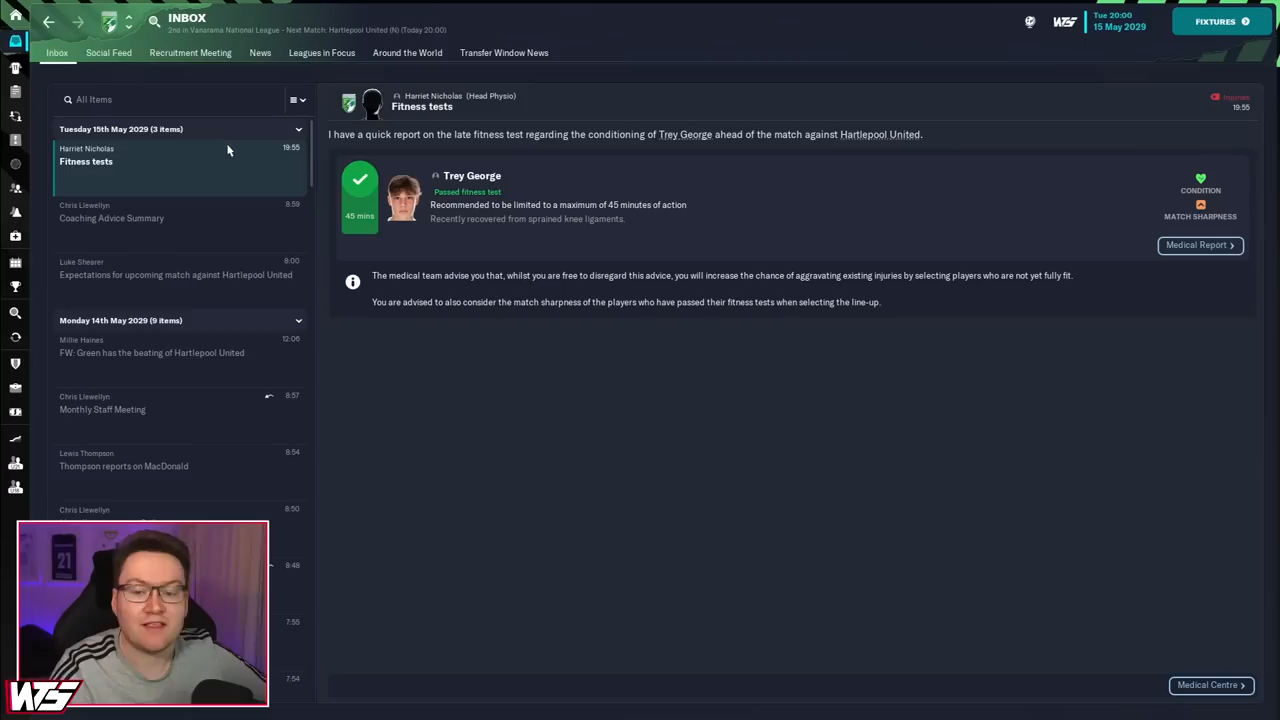 INBOX
2nd in Vanarama National League - Next Match: Hartlepool United (N) (Today 20:00)
Tue 20:00
15 May 2029
FIXTURES
Inbox
Social Feed
Recruitment Meeting
News
Leagues in Focus
Around the World
Transfer Window News
All Items
Tuesday 15th May 2029 (3 items)
Harriet Nicholas
19:55
Fitness tests
Chris Llewellyn
8:59
Coaching Advice Summary
Luke Shearer
8:00
Expectations for upcoming match against Hartlepool United
Monday 14th May 2029 (9 items)
Millie Haines
12:06
FW: Green has the beating of Hartlepool United
Chris Llewellyn
8:57
Monthly Staff Meeting
Lewis Thompson
8:54
Thompson reports on MacDonald
Chris Llewellyn
8:50
8:48
7:55
7:54
Harriet Nicholas (Head Physio)
Fitness tests
Injuries
19:55
I have a quick report on the late fitness test regarding the conditioning of Trey George ahead of the match against Hartlepool United.
45 mins
Trey George
Passed fitness test
Recommended to be limited to a maximum of 45 minutes of action
Recently recovered from sprained knee ligaments.
CONDITION
MATCH SHARPNESS
Medical Report
The medical team advise you that, whilst you are free to disregard this advice, you will increase the chance of aggravating existing injuries by selecting players who are not yet fully fit.
You are advised to also consider the match sharpness of the players who have passed their fitness tests when selecting the line-up.
Medical Centre
21
WTS